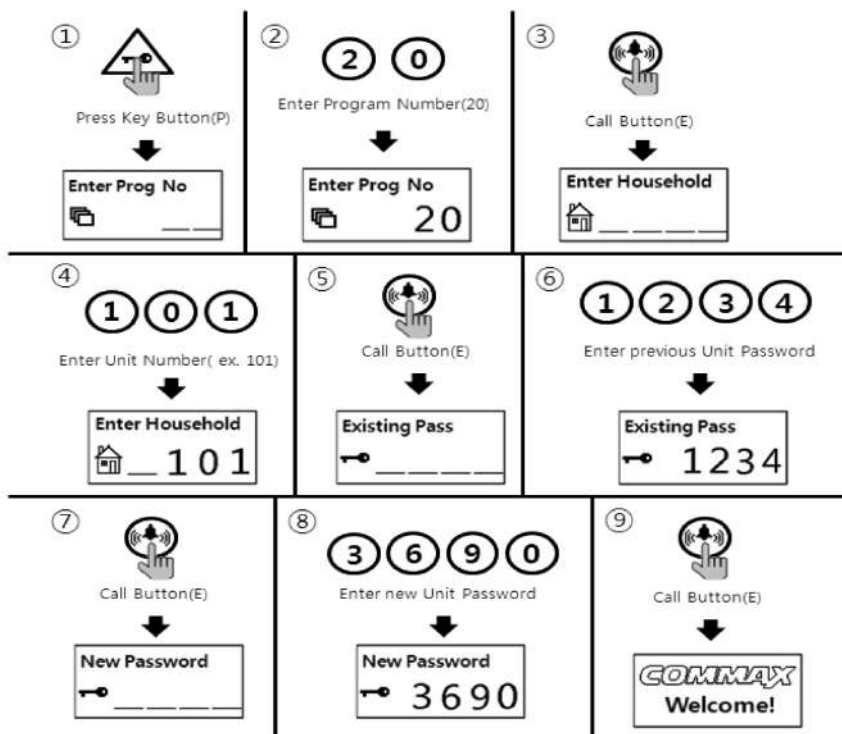 ①
Press Key Button(P)
Enter Prog No
_ _
②
2 0
Enter Program Number(20)
Enter Prog No
20
③
Call Button(E)
Enter Household
_ _ _ _
④
1 0 1
Enter Unit Number( ex. 101)
Enter Household
_ 1 0 1
⑤
Call Button(E)
Existing Pass
_ _ _ _
⑥
1 2 3 4
Enter previous Unit Password
Existing Pass
1234
⑦
Call Button(E)
New Password
_ _ _ _
⑧
3 6 9 0
Enter new Unit Password
New Password
3690
⑨
Call Button(E)
COMMAX
Welcome!